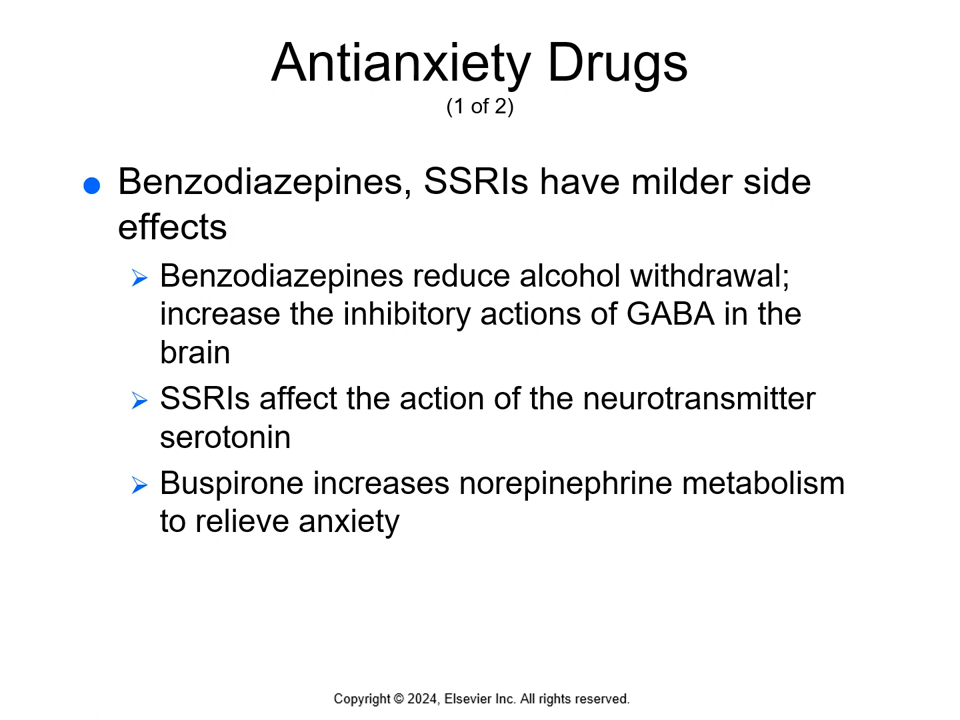 Antianxiety Drugs
(1 of 2)
Benzodiazepines, SSRIs have milder side
effects
Benzodiazepines reduce alcohol withdrawal;
increase the inhibitory actions of GABA in the
brain
SSRIs affect the action of the neurotransmitter
serotonin
Buspirone increases norepinephrine metabolism
to relieve anxiety
Copyright © 2024, Elsevier Inc. All rights reserved.